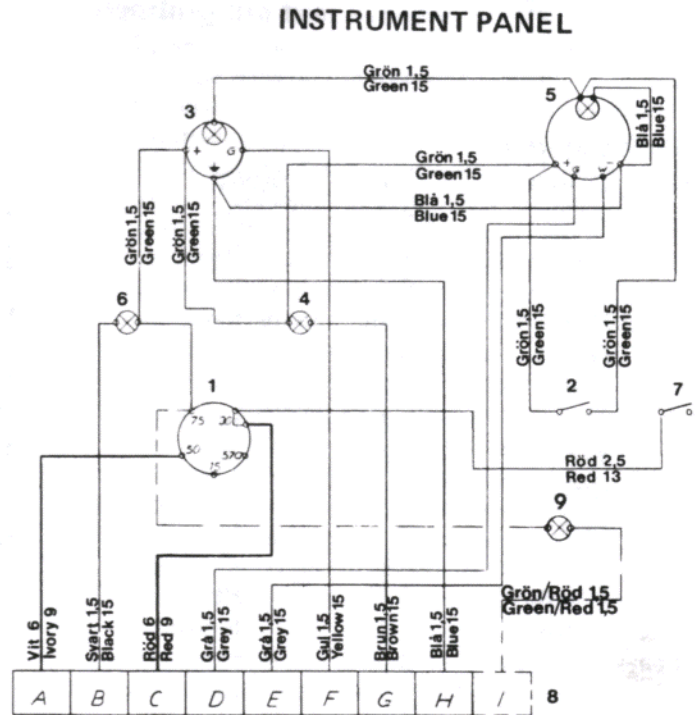 INSTRUMENT PANEL
Grön 1,5
Green 15
3
5
+
G
Blå 1,5
Blue 15
Grön 1,5
Green 15
+
G
W
-
Blå 1,5
Blue 15
Grön 1,5
Green 15
Grön 1,5
Green 15
6
4
Grön 1,5
Green 15
Grön 1,5
Green 15
1
2
7
75
30
50
570
15
Röd 2,5
Red 13
9
Grön/Röd 1,5
Green/Red 1,5
Vit 6
Ivory 9
Svart 1,5
Black 15
Röd 6
Red 9
Grå 1,5
Grey 15
Grå 1,5
Grey 15
Gul 1,5
Yellow 15
Brun 1,5
Brown 15
Blå 1,5
Blue 15
A B C D E F G H I 8